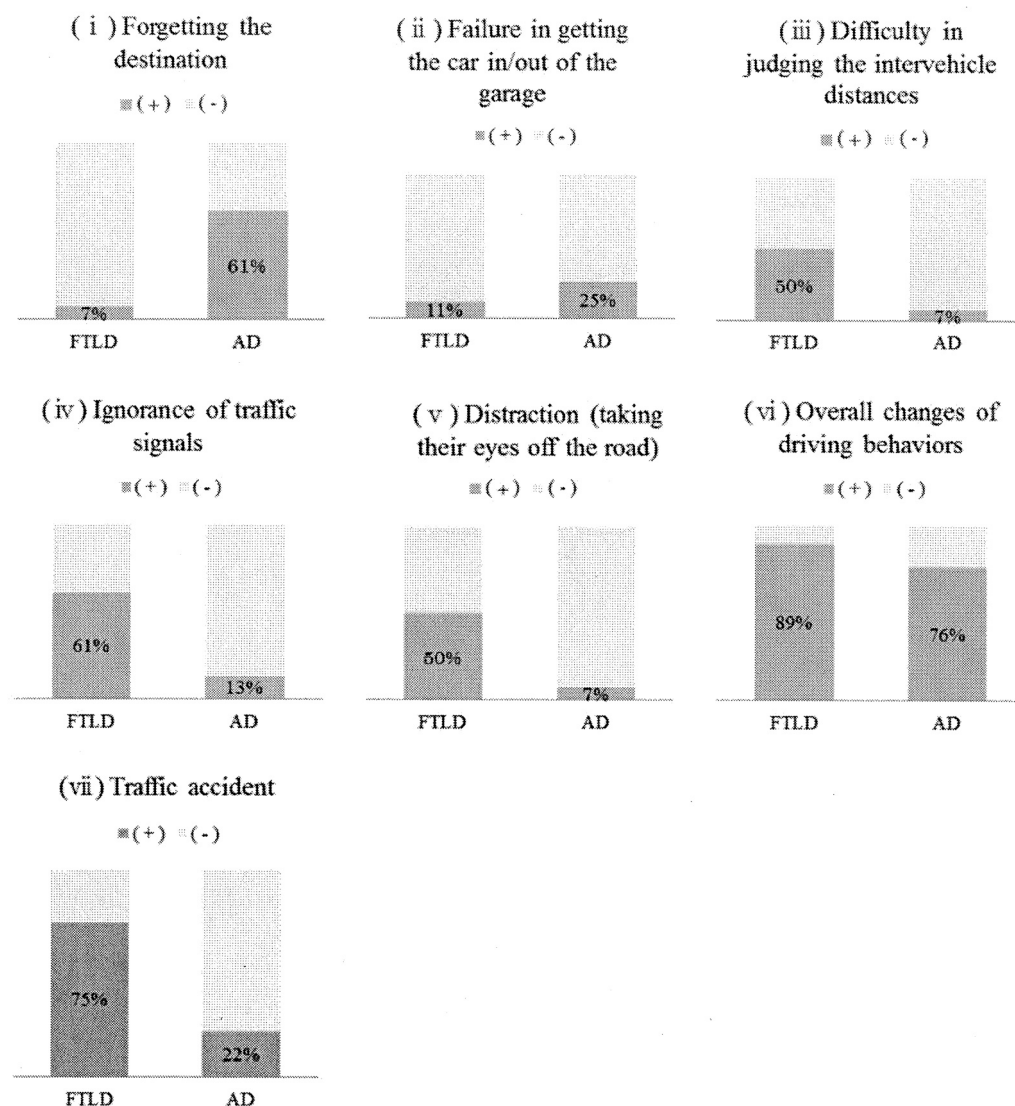 (ⅰ) Forgetting the
destination
(+) (-)
7%
61%
FTLD AD
(ⅱ) Failure in getting
the car in/out of the
garage
(+) (-)
11%
25%
FTLD AD
(ⅲ) Difficulty in
judging the intervehicle
distances
(+) (-)
50%
7%
FTLD AD
(ⅳ) Ignorance of traffic
signals
(+) (-)
61%
13%
FTLD AD
(ⅴ) Distraction (taking
their eyes off the road)
(+) (-)
50%
7%
FTLD AD
(ⅵ) Overall changes of
driving behaviors
(+) (-)
89%
76%
FTLD AD
(ⅶ) Traffic accident
(+) (-)
75%
22%
FTLD AD